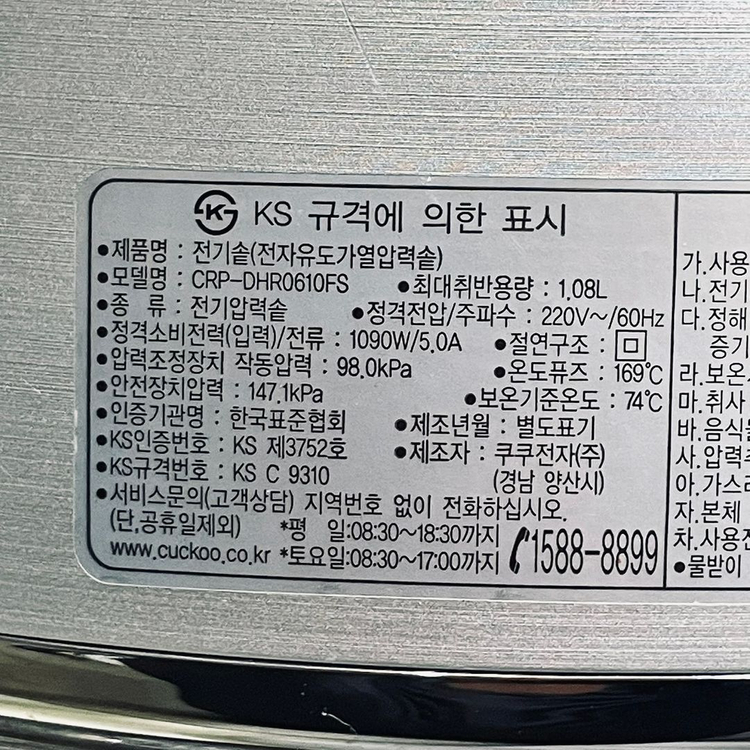 KS 규격에 의한 표시
●제품명 : 전기솥(전자유도가열압력솥)
●모델명 : CRP-DHR0610FS ●최대취반용량 : 1.08L
●종 류 : 전기압력솥 ●정격전압/주파수 : 220V~/60Hz
●정격소비전력(입력)/전류 : 1090W/5.0A ●절연구조 :
●압력조정장치 작동압력 : 98.0kPa ●온도퓨즈 : 169℃
●안전장치압력 : 147.1kPa ●보온기준온도 : 74℃
●인증기관명 : 한국표준협회 ●제조년월 : 별도표기
●KS인증번호 : KS 제3752호 ●제조자 : 쿠쿠전자(주)
●KS규격번호 : KS C 9310 (경남 양산시)
●서비스문의(고객상담) 지역번호 없이 전화하십시오.
(단,공휴일제외) *평 일:08:30~18:30까지
www.cuckoo.co.kr *토요일:08:30~17:00까지 1588-8899
가.사용
나.전기
다.정해
증기
라.보온
마.취사
바.음식물
사.압력추
아.가스
자.본체
차.사용
●물받이